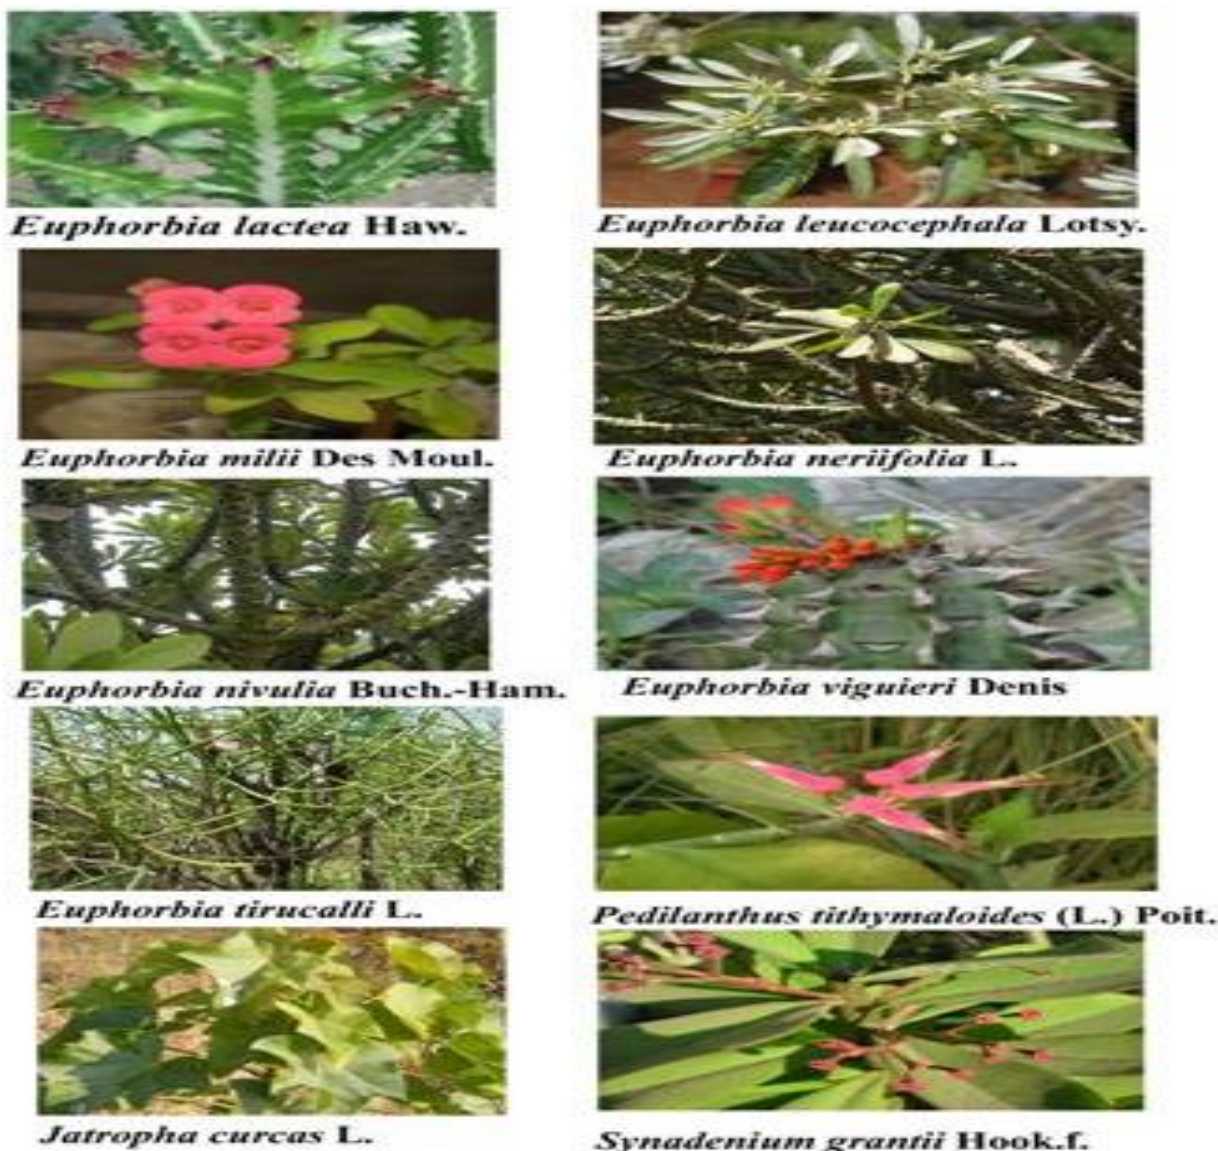 Euphorbia lactea Haw.
Euphorbia leucocephala Lotsy.
Euphorbia milii Des Moul.
Euphorbia neriifolia L.
Euphorbia nivulia Buch.-Ham.
Euphorbia viguieri Denis
Euphorbia tirucalli L.
Pedilanthus tithymaloides (L.) Poit.
Jatropha curcas L.
Synadenium grantii Hook.f.